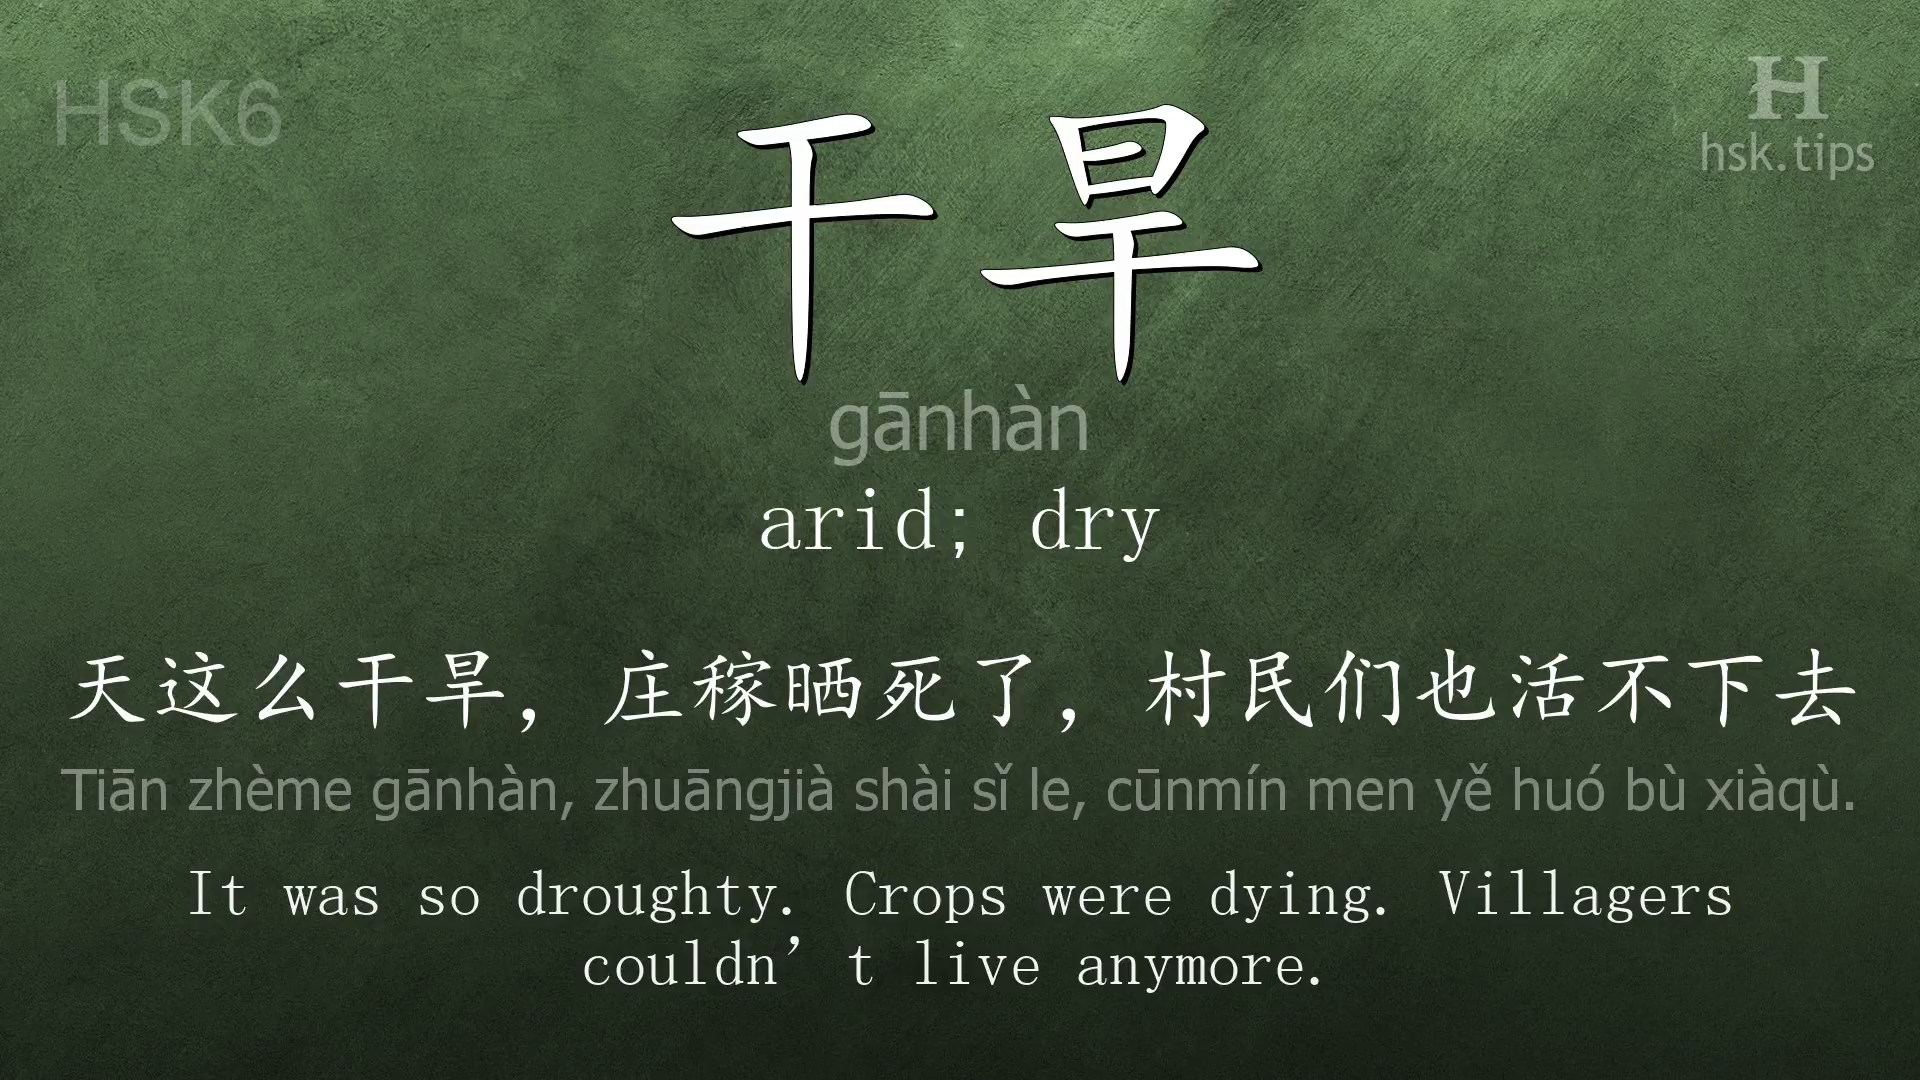 HSK6
H
hsk.tips
干旱
gānhàn
arid; dry
天这么干旱，庄稼晒死了，村民们也活不下去
Tiān zhème gānhàn, zhuāngjià shài sǐ le, cūnmín men yě huó bù xiàqù.
It was so droughty. Crops were dying. Villagers
couldn’t live anymore.